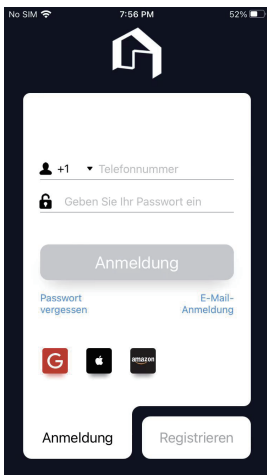 No SIM 7:56 PM 52%
+1 Telefonnummer
Geben Sie Ihr Passwort ein
Anmeldung
Passwort vergessen
E-Mail-Anmeldung
G amazon
Anmeldung Registrieren